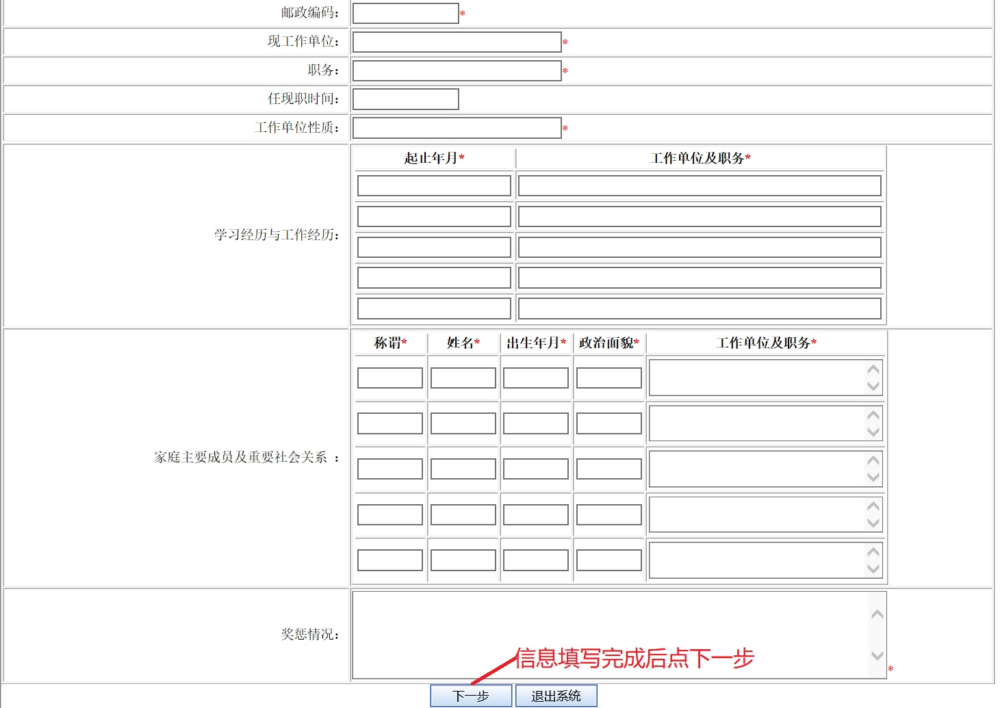 邮政编码： *
现工作单位： *
职务： *
任现职时间：
工作单位性质： *
起止年月* 工作单位及职务*
学习经历与工作经历：
称谓* 姓名* 出生年月* 政治面貌* 工作单位及职务*
家庭主要成员及重要社会关系 ：
奖惩情况：
信息填写完成后点下一步
*
下一步 退出系统